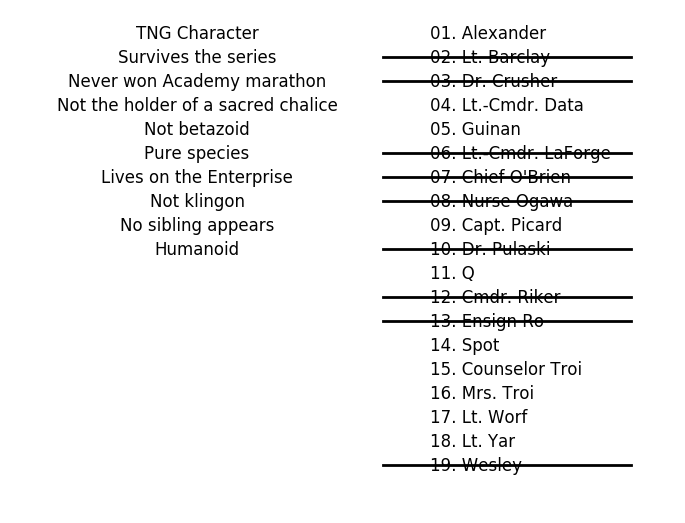 TNG Character
Survives the series
Never won Academy marathon
Not the holder of a sacred chalice
Not betazoid
Pure species
Lives on the Enterprise
Not klingon
No sibling appears
Humanoid
01. Alexander
02. Lt. Barclay
03. Dr. Crusher
04. Lt.-Cmdr. Data
05. Guinan
06. Lt.-Cmdr. LaForge
07. Chief O'Brien
08. Nurse Ogawa
09. Capt. Picard
10. Dr. Pulaski
11. Q
12. Cmdr. Riker
13. Ensign Ro
14. Spot
15. Counselor Troi
16. Mrs. Troi
17. Lt. Worf
18. Lt. Yar
19. Wesley